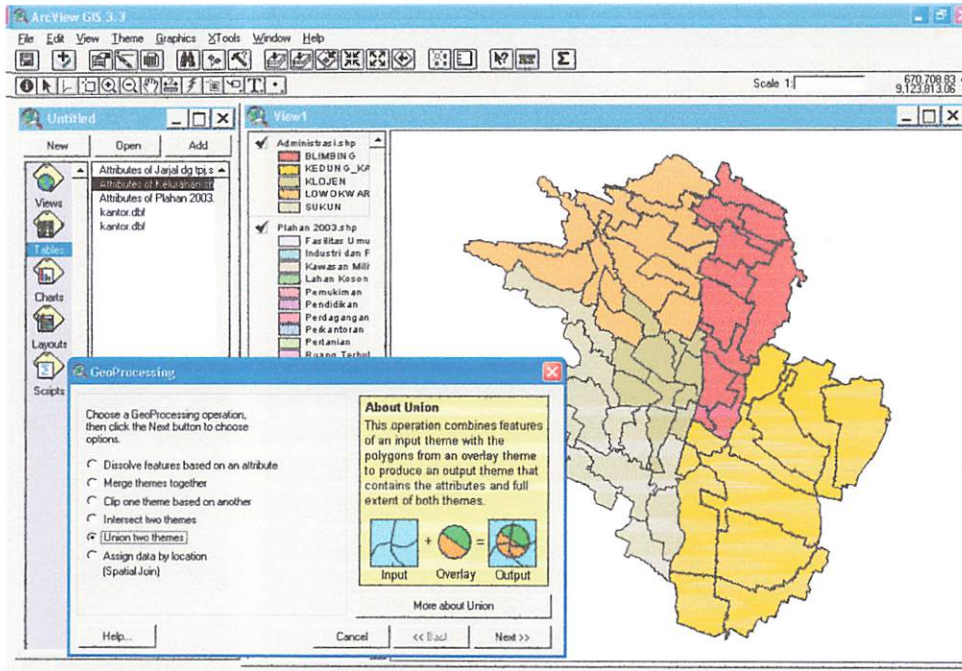 ArcView GIS 3.3
File Edit View Theme Graphics XTools Window Help
Scale 1:
670,708.83
9,123,813.06
Untitled
New Open Add
Views
Tables
Charts
Layouts
Scripts
Attributes of Jarjal dg tpj.s
Attributes of Kelurahan.sh
Attributes of Plahan 2003.
kantor.dbf
kantor.dbf
View1
Administrasi.shp
BLIMBING
KEDUNG_KA
KLOJEN
LOWOKWAR
SUKUN
Plahan 2003.shp
Fasilitas Umu
Industri dan F
Kawasan Mili
Lahan Koson
Pemukiman
Pendidikan
Perdagangan
Perkantoran
Pertanian
Ruang Terbu
GeoProcessing
Choose a GeoProcessing operation,
then click the Next button to choose
options.
Dissolve features based on an attribute
Merge themes together
Clip one theme based on another
Intersect two themes
Union two themes
Assign data by location
(Spatial Join)
About Union
This operation combines features
of an input theme with the
polygons from an overlay theme
to produce an output theme that
contains the attributes and full
extent of both themes.
+ =
Input Overlay Output
More about Union
Help... Cancel << Back Next >>